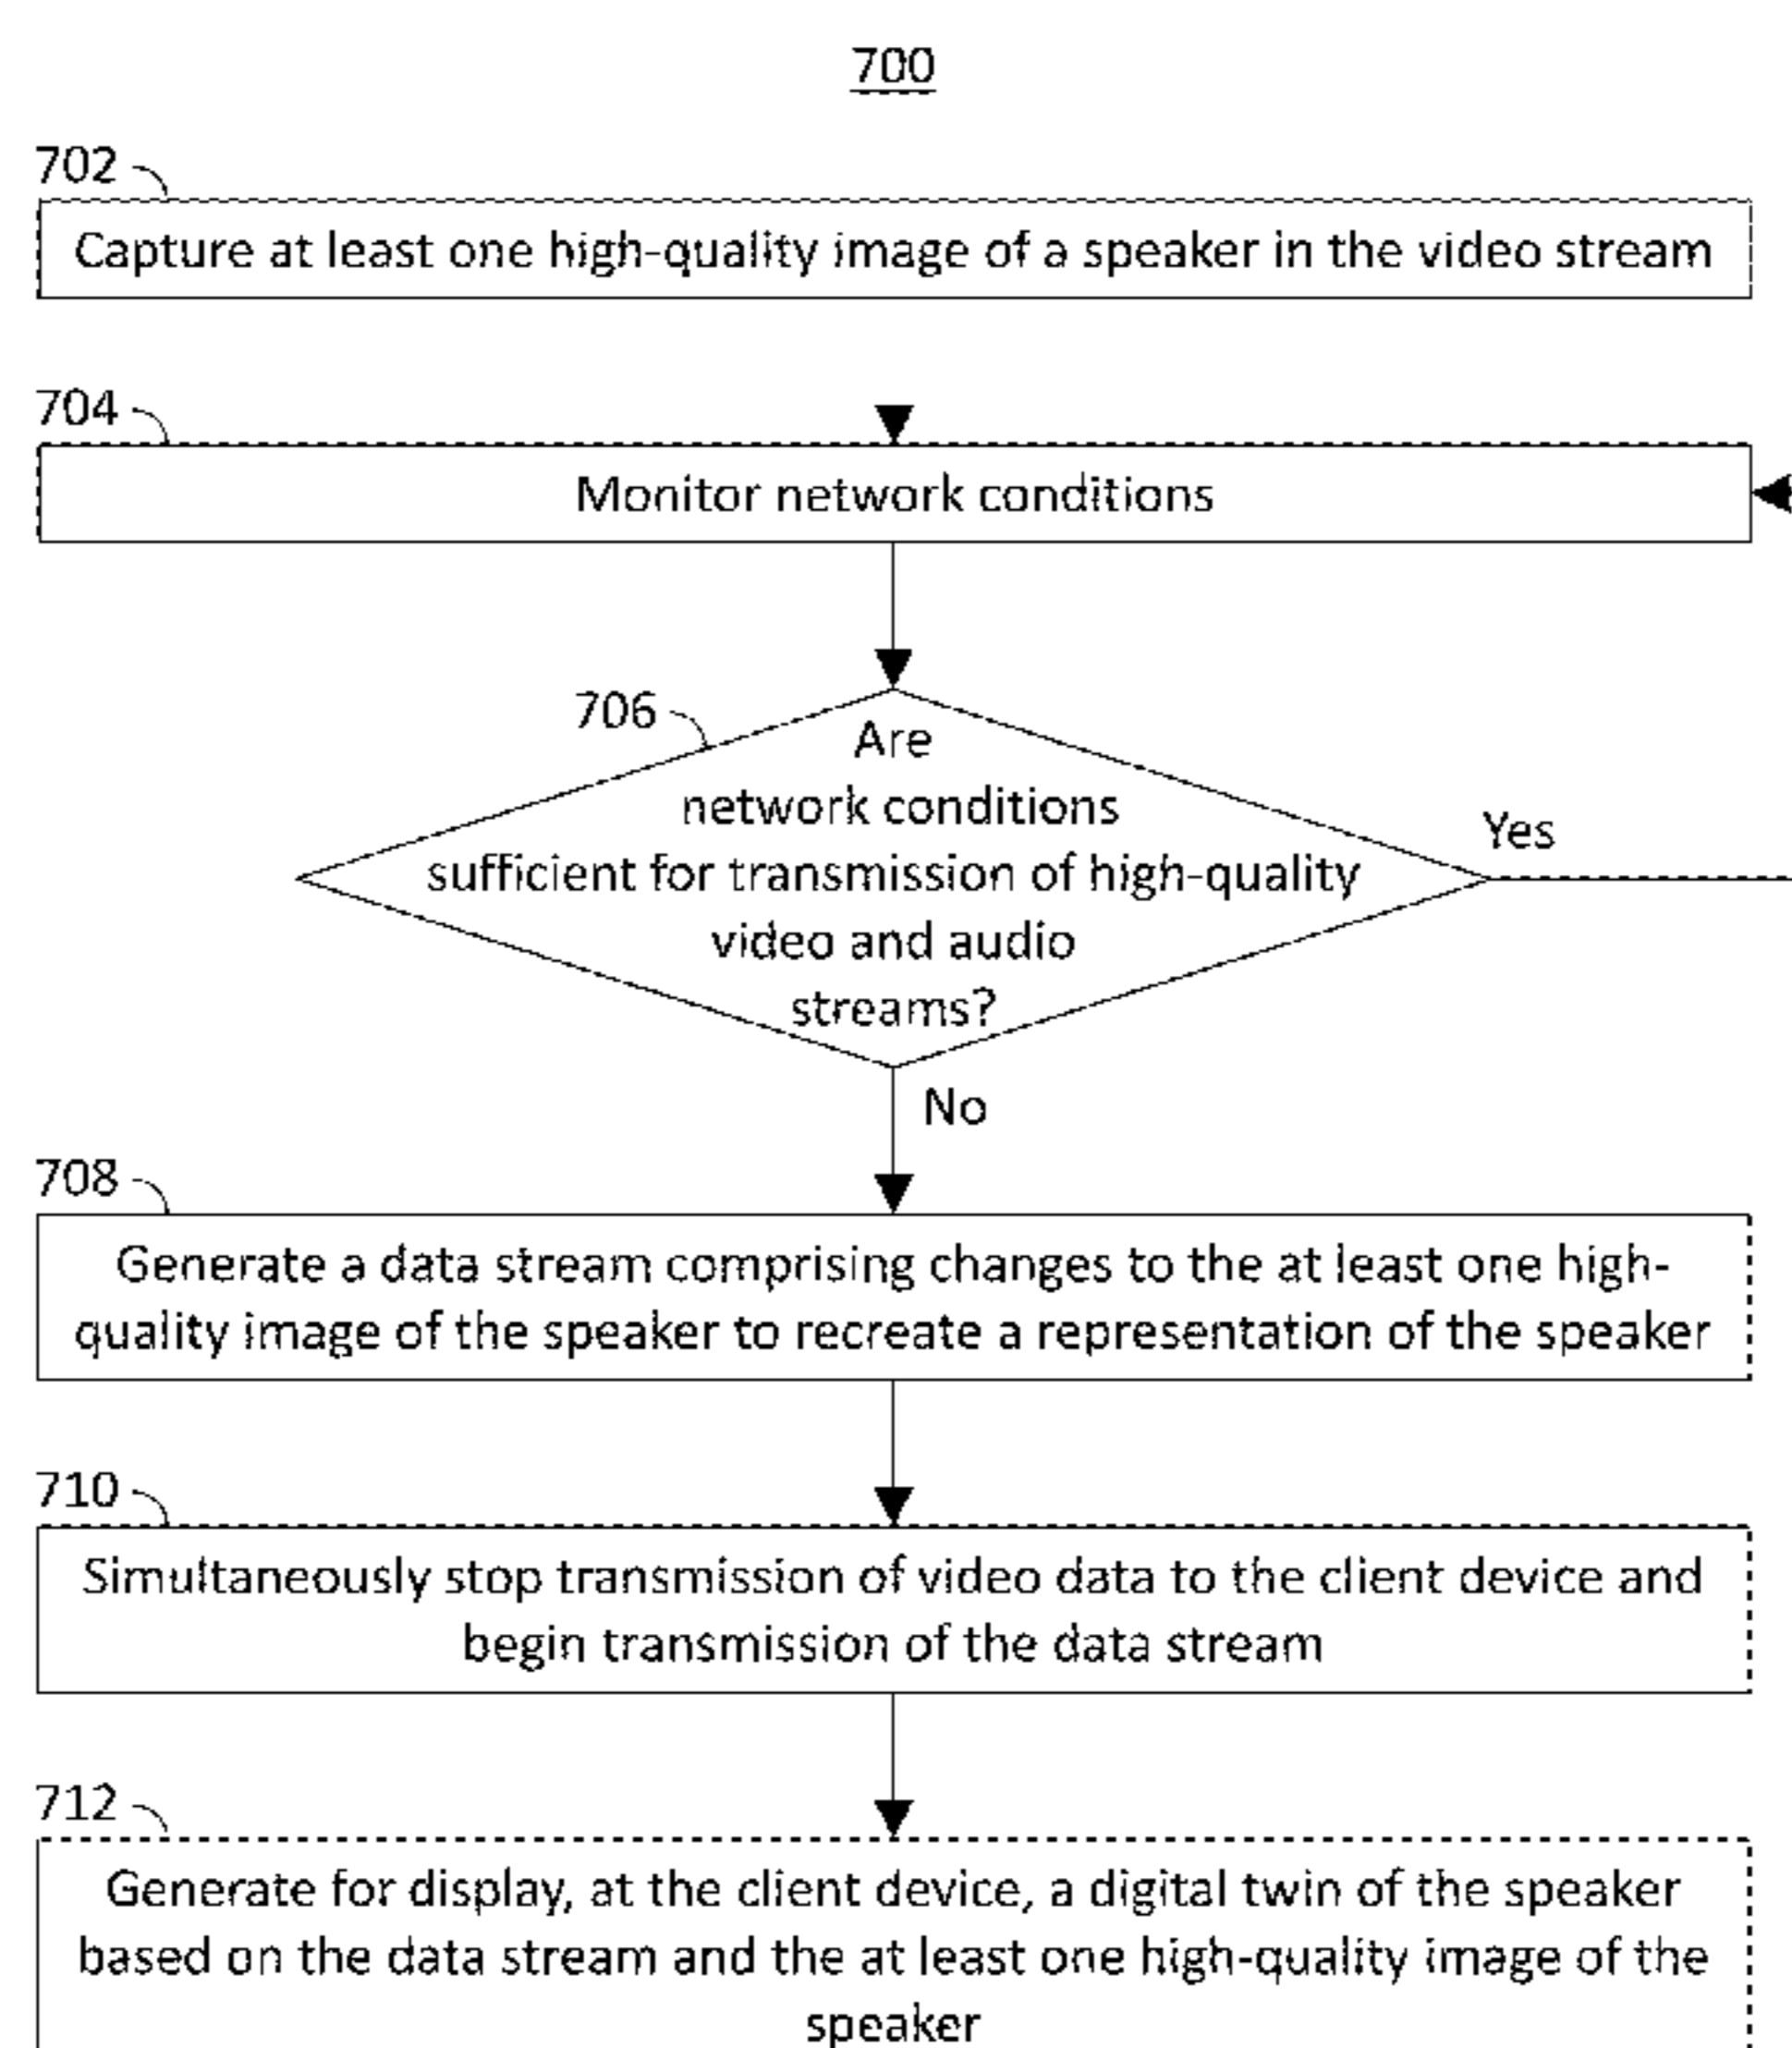 700
702
Capture at least one high-quality image of a speaker in the video stream
704
Monitor network conditions
706
Are
network conditions
sufficient for transmission of high-quality
video and audio
streams?
Yes
No
708
Generate a data stream comprising changes to the at least one high-
quality image of the speaker to recreate a representation of the speaker
710
Simultaneously stop transmission of video data to the client device and
begin transmission of the data stream
712
Generate for display, at the client device, a digital twin of the speaker
based on the data stream and the at least one high-quality image of the
speaker